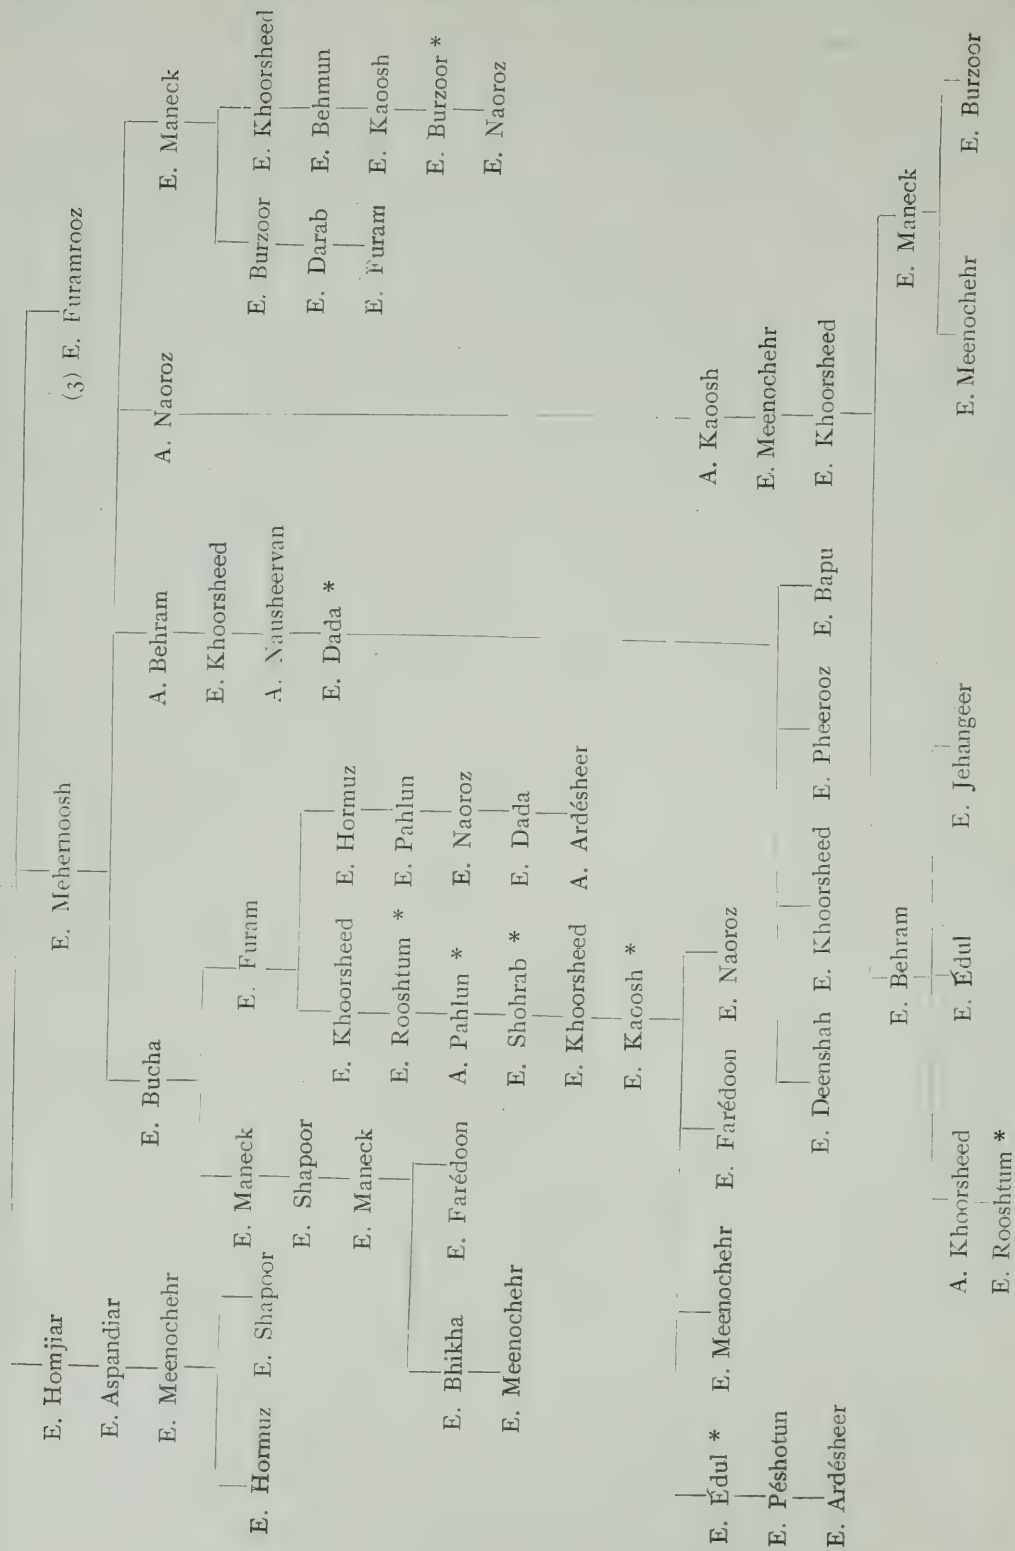 E. Homjiar E. Mehernoosh (3) E. Furamrooz
E. Aspandiar
E. Meenochehr E. Bucha A. Behram A. Naoroz E. Maneck
E. Khoorsheed
E. Hormuz E. Shapoor E. Maneck E. Furam A. Nausheervan E. Burzoor E. Khoorsheed
E. Shapoor E. Dada * E. Darab E. Behmun
E. Maneck E. Khoorsheed E. Hormuz E. Furam E. Kaoosh
E. Rooshtum * E. Pahlun E. Burzoor *
E. Bhikha E. Farédoon A. Pahlun * E. Naoroz E. Naoroz
E. Meenochehr E. Shohrab * E. Dada
E. Khoorsheed A. Ardésheer
E. Kaoosh *
E. Édul * E. Meenochehr E. Farédoon E. Naoroz A. Kaoosh
E. Péshotun E. Meenochehr
E. Ardésheer E. Deenshah E. Khoorsheed E. Pheerooz E. Bapu E. Khoorsheed
E. Behram E. Maneck
A. Khoorsheed E. Édul E. Jehangeer E. Meenochehr E. Burzoor
E. Rooshtum *